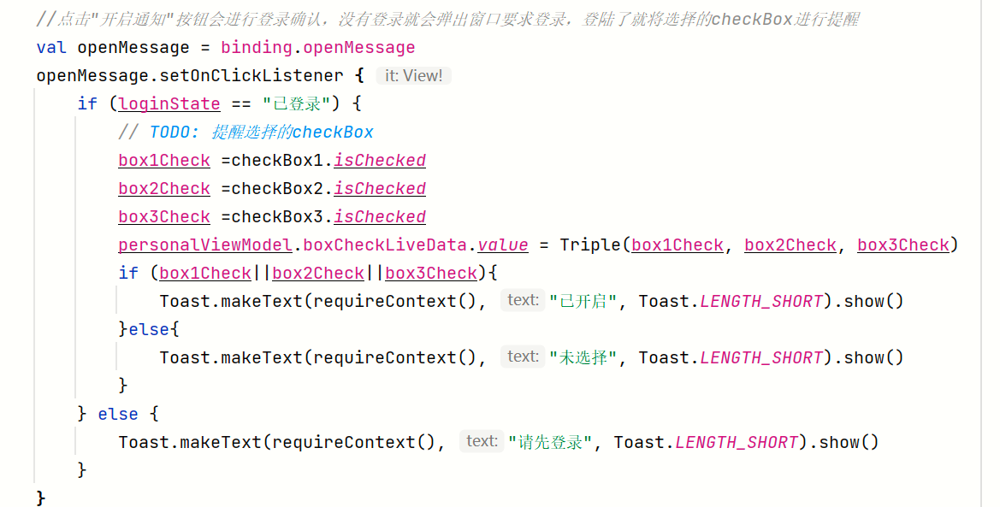 //点击"开启通知"按钮会进行登录确认，没有登录就会弹出窗口要求登录，登陆了就将选择的checkBox进行提醒
val openMessage = binding.openMessage
openMessage.setOnClickListener { it: View!
if (loginState == "已登录") {
// TODO: 提醒选择的checkBox
box1Check =checkBox1.isChecked
box2Check =checkBox2.isChecked
box3Check =checkBox3.isChecked
personalViewModel.boxCheckLiveData.value = Triple(box1Check, box2Check, box3Check)
if (box1Check||box2Check||box3Check){
Toast.makeText(requireContext(), text: "已开启", Toast.LENGTH_SHORT).show()
}else{
Toast.makeText(requireContext(), text: "未选择", Toast.LENGTH_SHORT).show()
}
} else {
Toast.makeText(requireContext(), text: "请先登录", Toast.LENGTH_SHORT).show()
}
}